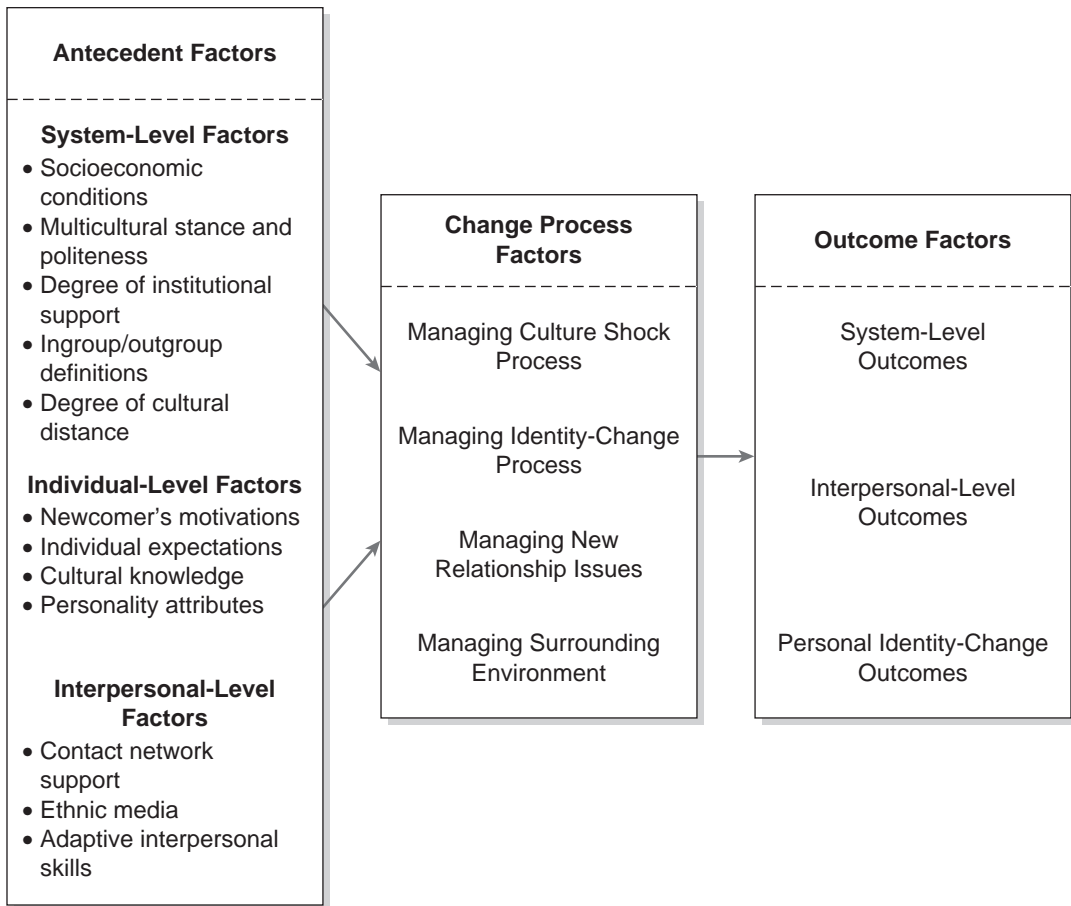 Antecedent Factors
System-Level Factors
• Socioeconomic
conditions
• Multicultural stance and
politeness
• Degree of institutional
support
• Ingroup/outgroup
definitions
• Degree of cultural
distance
Individual-Level Factors
• Newcomer's motivations
• Individual expectations
• Cultural knowledge
• Personality attributes
Interpersonal-Level
Factors
• Contact network
support
• Ethnic media
• Adaptive interpersonal
skills
Change Process
Factors
Managing Culture Shock
Process
Managing Identity-Change
Process
Managing New
Relationship Issues
Managing Surrounding
Environment
Outcome Factors
System-Level
Outcomes
Interpersonal-Level
Outcomes
Personal Identity-Change
Outcomes